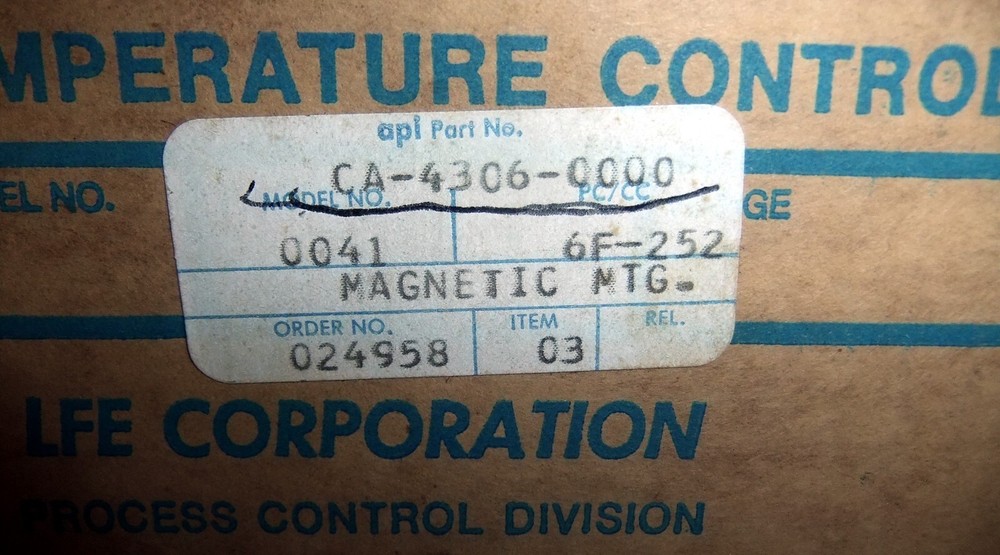 MPERATURE CONTROL
api Part No.
CA-4306-0000
EL NO. MODEL NO. PC/CC GE
0041 6F-252
MAGNETIC MTG.
ORDER NO. ITEM REL.
024958 03
LFE CORPORATION
PROCESS CONTROL DIVISION